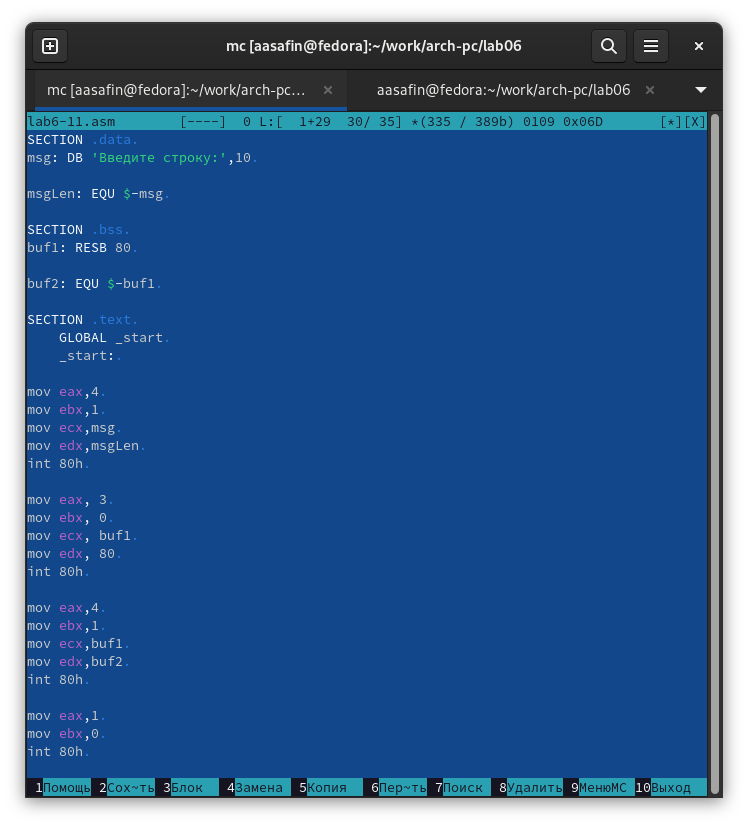 mc [aasafin@fedora]:~/work/arch-pc/lab06
mc [aasafin@fedora]:~/work/arch-pc... × aasafin@fedora:~/work/arch-pc/lab06 ×
lab6-11.asm [----] 0 L:[ 1+29 30/ 35] *(335 / 389b) 0109 0x06D [*][X]
SECTION .data.
msg: DB 'Введите строку:',10.
msgLen: EQU $-msg.
SECTION .bss.
buf1: RESB 80.
buf2: EQU $-buf1.
SECTION .text.
GLOBAL _start.
_start:.
mov eax,4.
mov ebx,1.
mov ecx,msg.
mov edx,msgLen.
int 80h.
mov eax, 3.
mov ebx, 0.
mov ecx, buf1.
mov edx, 80.
int 80h.
mov eax,4.
mov ebx,1.
mov ecx,buf1.
mov edx,buf2.
int 80h.
mov eax,1.
mov ebx,0.
int 80h.
1Помощь 2Сох~ть 3Блок 4Замена 5Копия 6Пер~ть 7Поиск 8Удалить 9МенюMC 10Выход